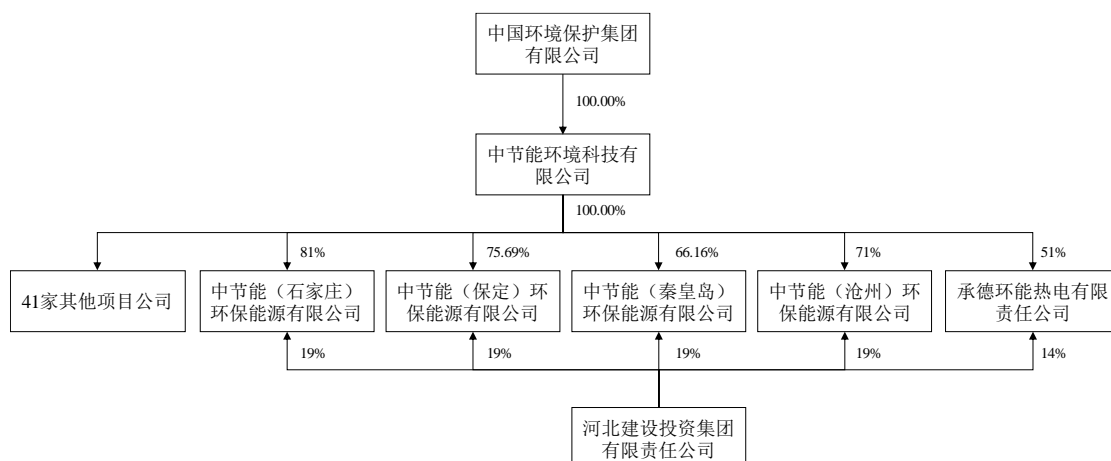 中国环境保护集团
有限公司
100.00%
中节能环境科技有
限公司
100.00%
81%
75.69%
66.16%
71%
51%
41家其他项目公司
中节能（石家庄）
环保能源有限公司
中节能（保定）环
保能源有限公司
中节能（秦皇岛）
环保能源有限公司
中节能（沧州）环
保能源有限公司
承德环能热电有限
责任公司
19%
19%
19%
19%
14%
河北建设投资集团
有限责任公司